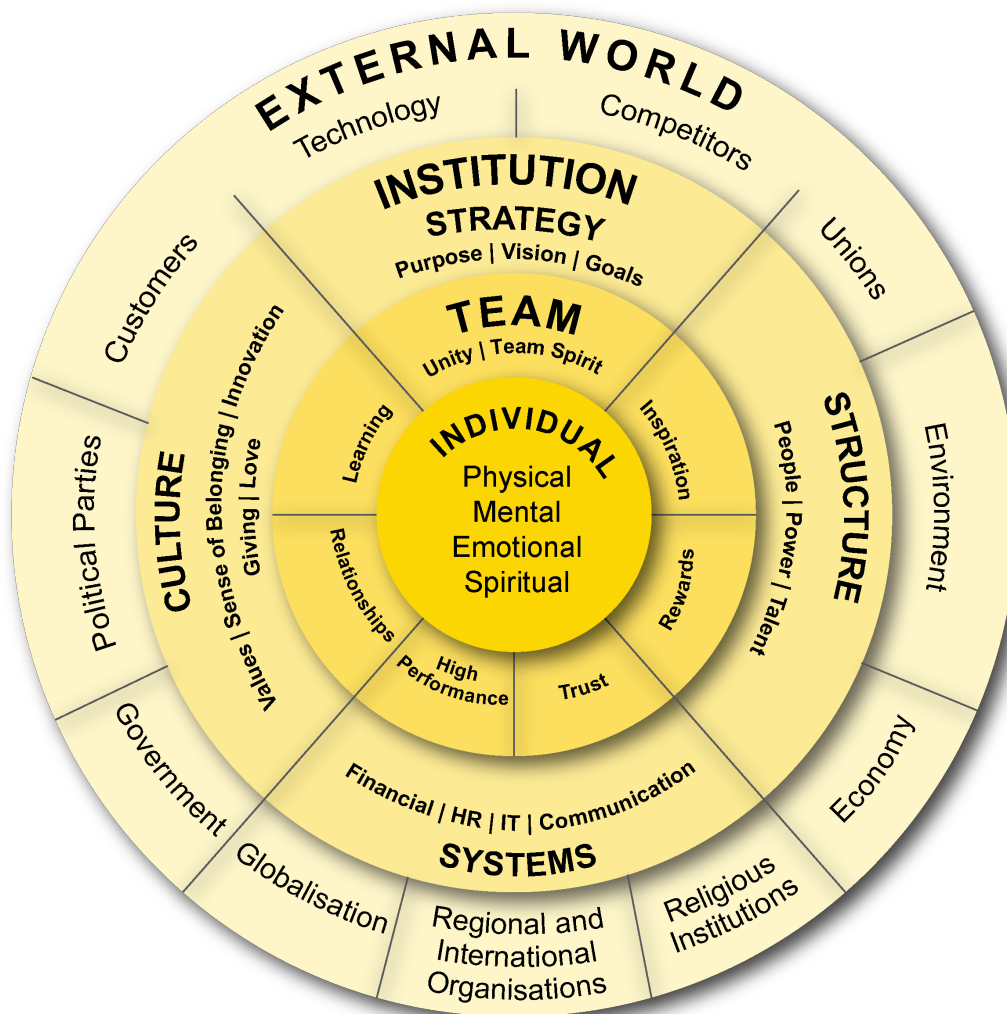 EXTERNAL WORLD
Technology
Competitors
Unions
Environment
Economy
Religious
Institutions
Regional and
International
Organisations
Globalisation
Government
Political Parties
Customers
INSTITUTION
STRATEGY
Purpose | Vision | Goals
STRUCTURE
People | Power | Talent
SYSTEMS
Financial | HR | IT | Communication
CULTURE
Values | Sense of Belonging | Innovation
Giving | Love
TEAM
Unity | Team Spirit
Inspiration
Rewards
Trust
High
Performance
Relationships
Learning
INDIVIDUAL
Physical
Mental
Emotional
Spiritual